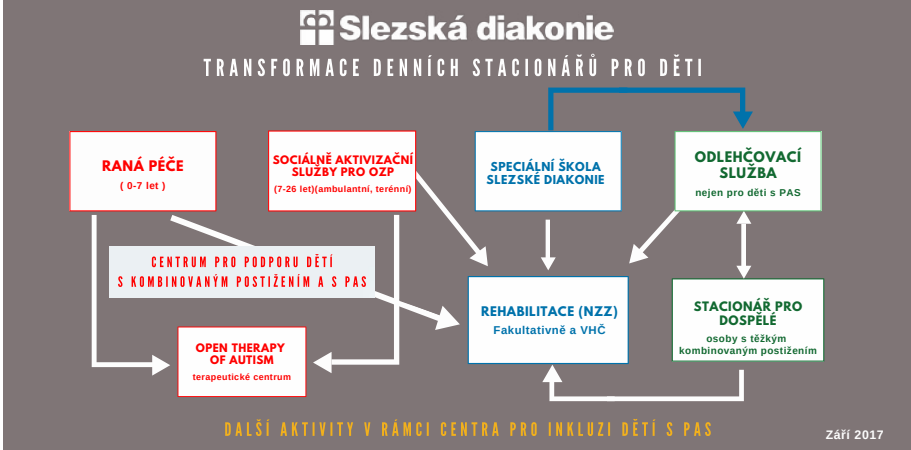 Slezská diakonie
TRANSFORMACE DENNÍCH STACIONÁŘŮ PRO DĚTI
RANÁ PÉČE
( 0-7 let )
SOCIÁLNĚ AKTIVIZAČNÍ
SLUŽBY PRO OZP
(7-26 let)(ambulantní, terénní)
SPECIÁLNÍ ŠKOLA
SLEZSKÉ DIAKONIE
ODLEHČOVACÍ
SLUŽBA
nejen pro děti s PAS
CENTRUM PRO PODPORU DĚTÍ
S KOMBINOVANÝM POSTIŽENÍM A S PAS
REHABILITACE (NZZ)
Fakultativně a VHČ
STACIONÁŘ PRO
DOSPĚLÉ
osoby s těžkým
kombinovaným postižením
OPEN THERAPY
OF AUTISM
terapeutické centrum
DALŠÍ AKTIVITY V RÁMCI CENTRA PRO INKLUZI DĚTÍ S PAS
Září 2017